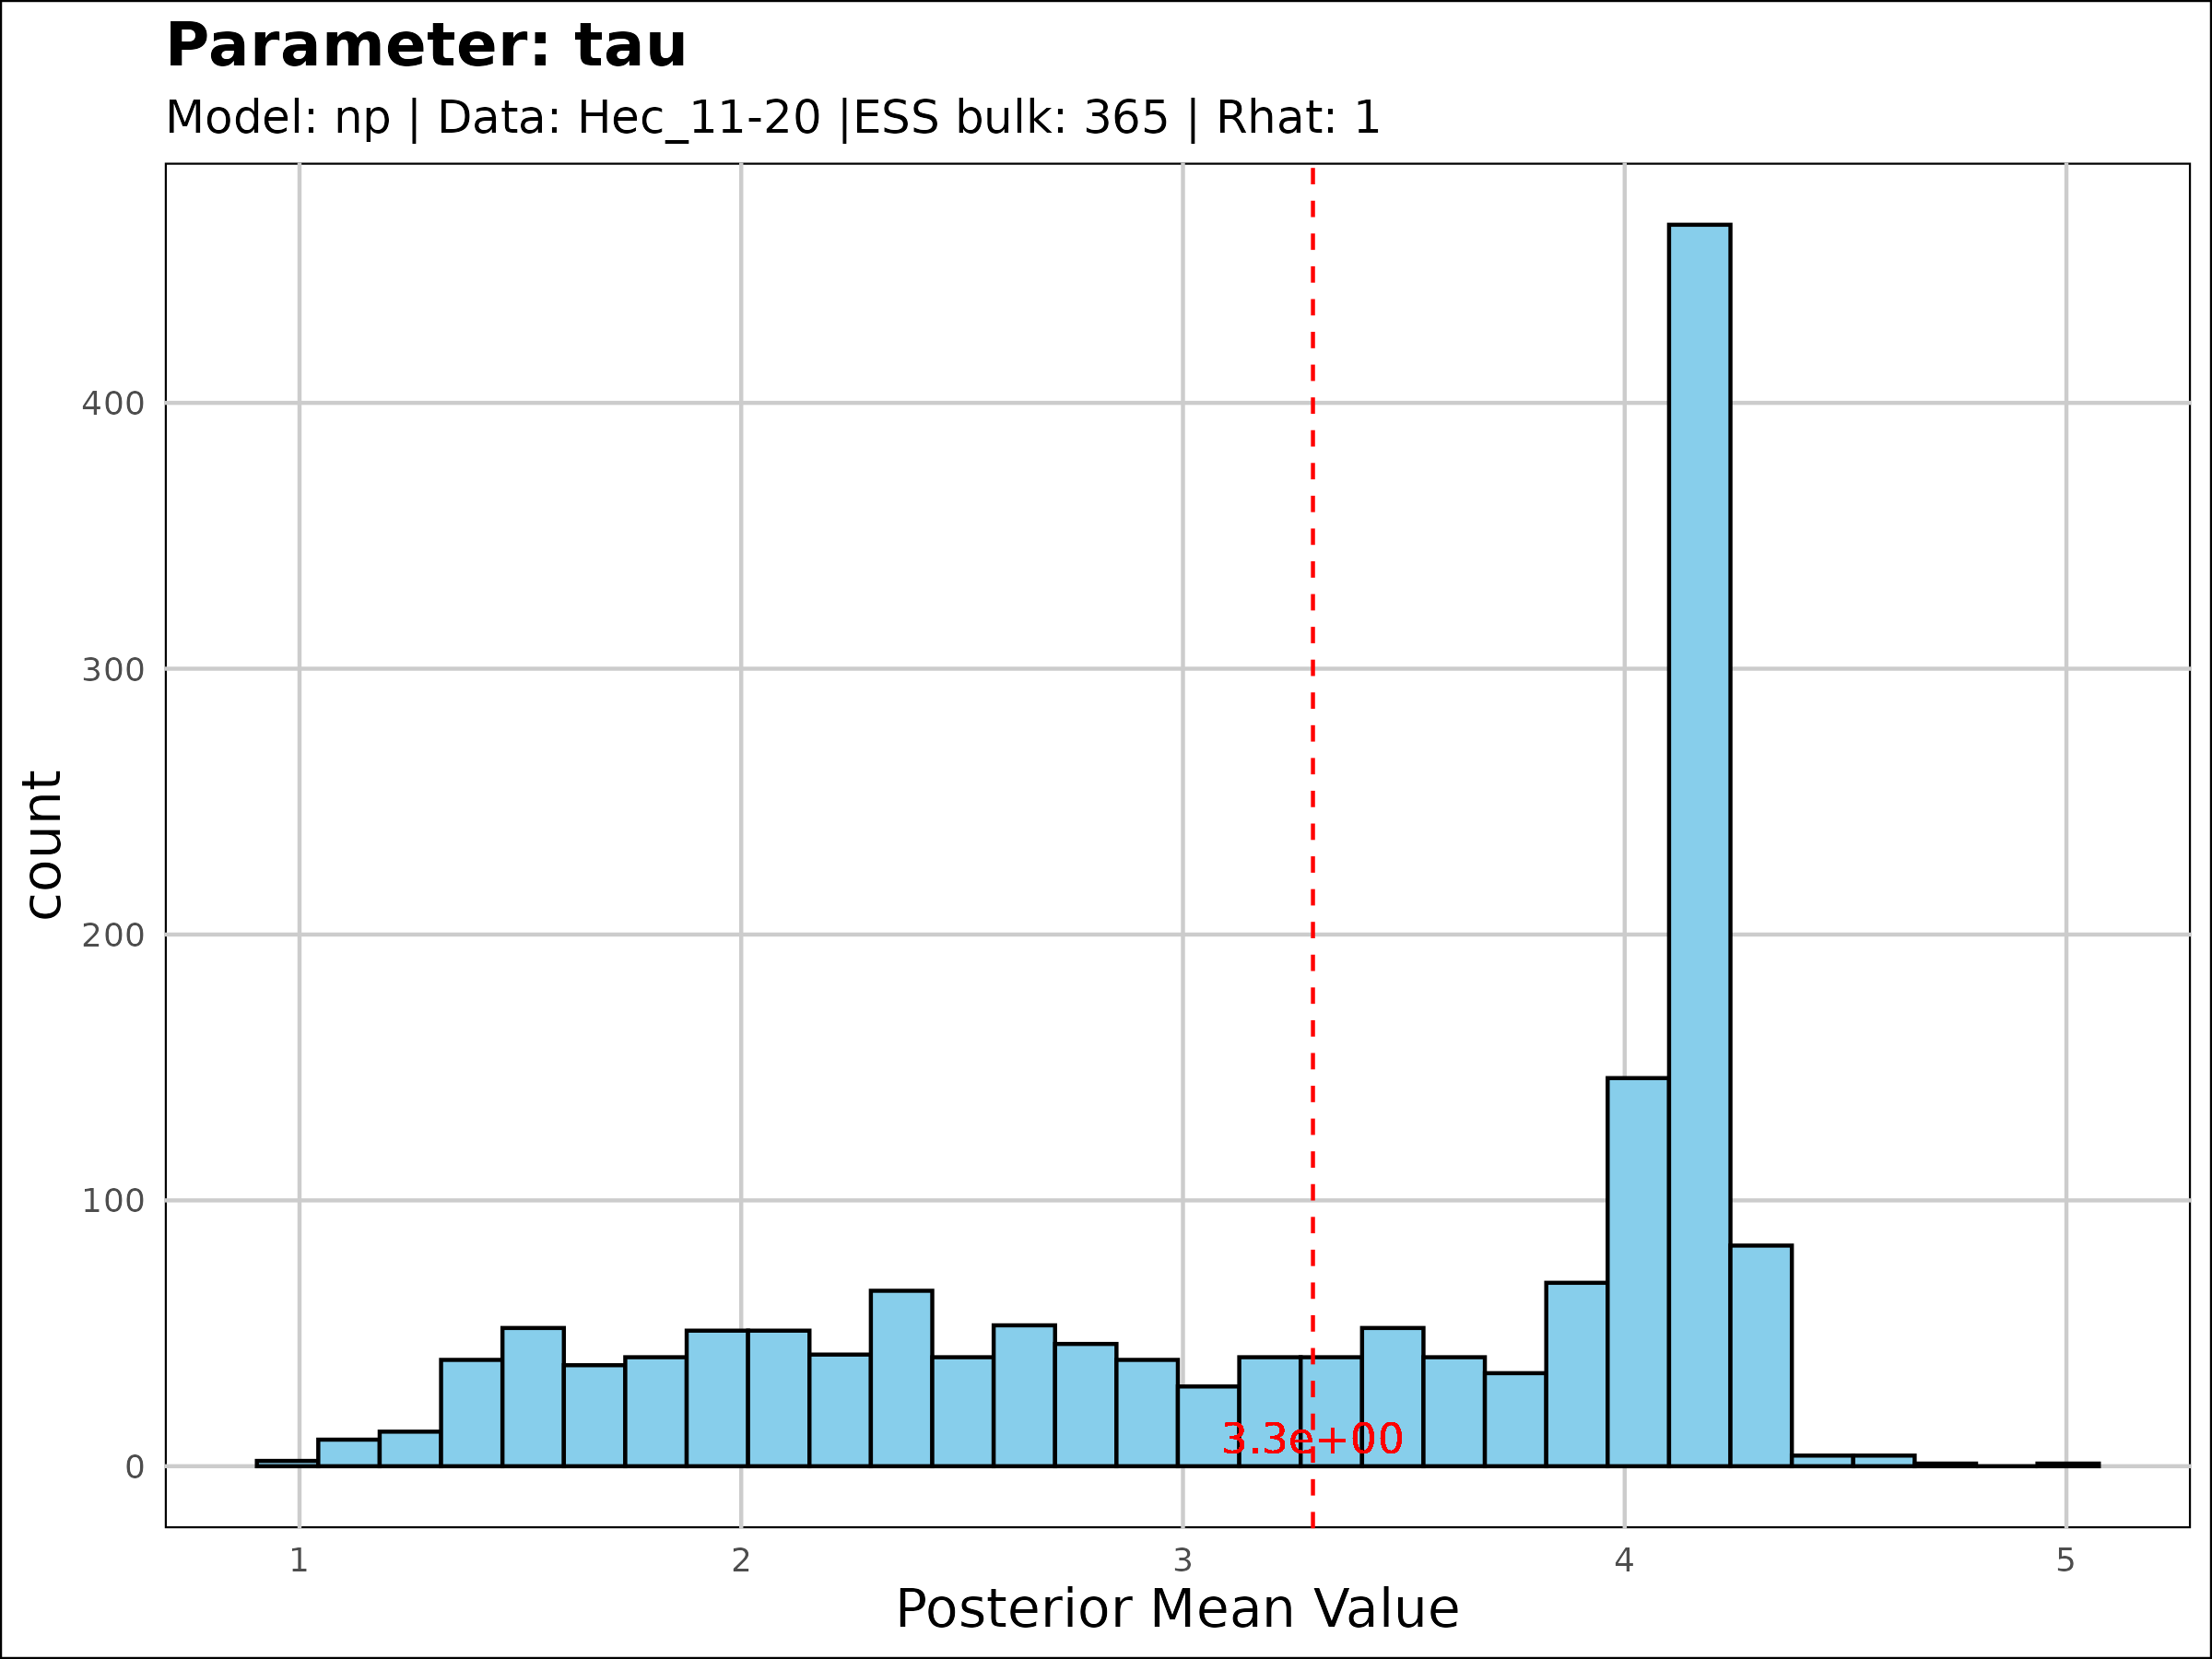 Parameter: tau
Model: np | Data: Hec_11-20 |ESS bulk: 365 | Rhat: 1
count
400
300
200
100
0
3.3e+00
1 2 3 4 5
Posterior Mean Value